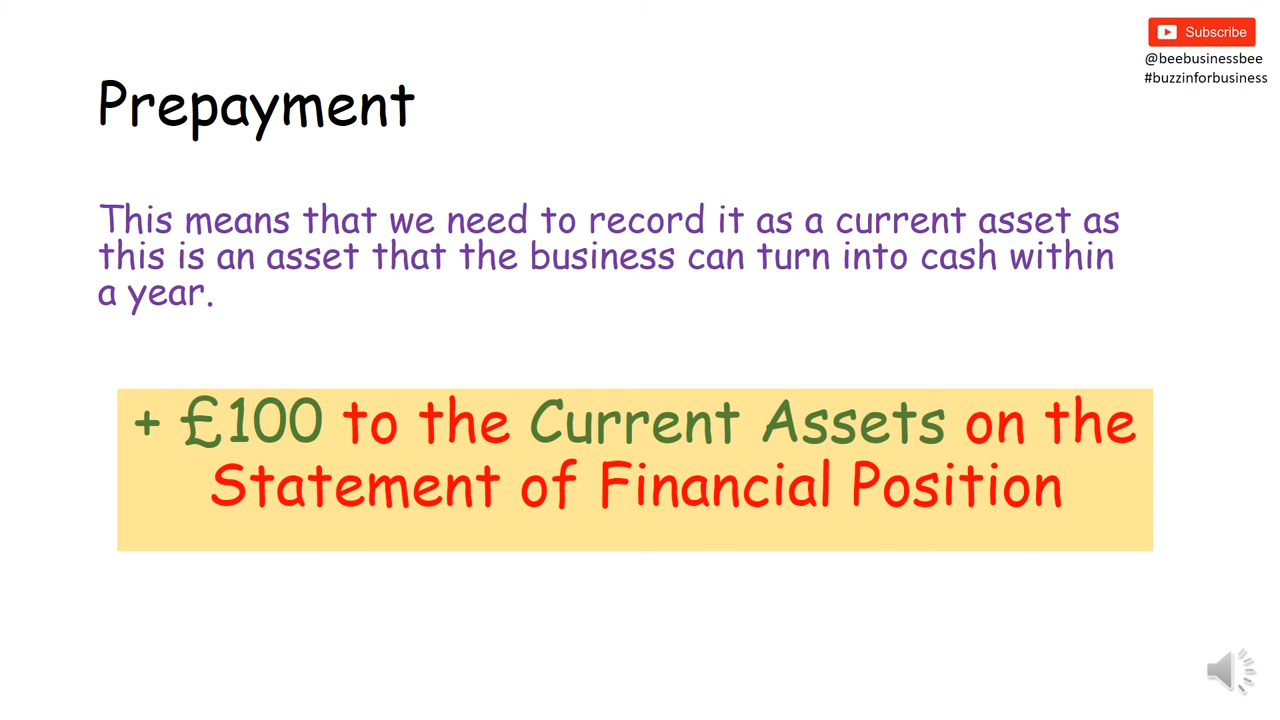 Subscribe
@beebusinessbee
#buzzinforbusiness
Prepayment
This means that we need to record it as a current asset as
this is an asset that the business can turn into cash within
a year.
+ £100 to the Current Assets on the
Statement of Financial Position